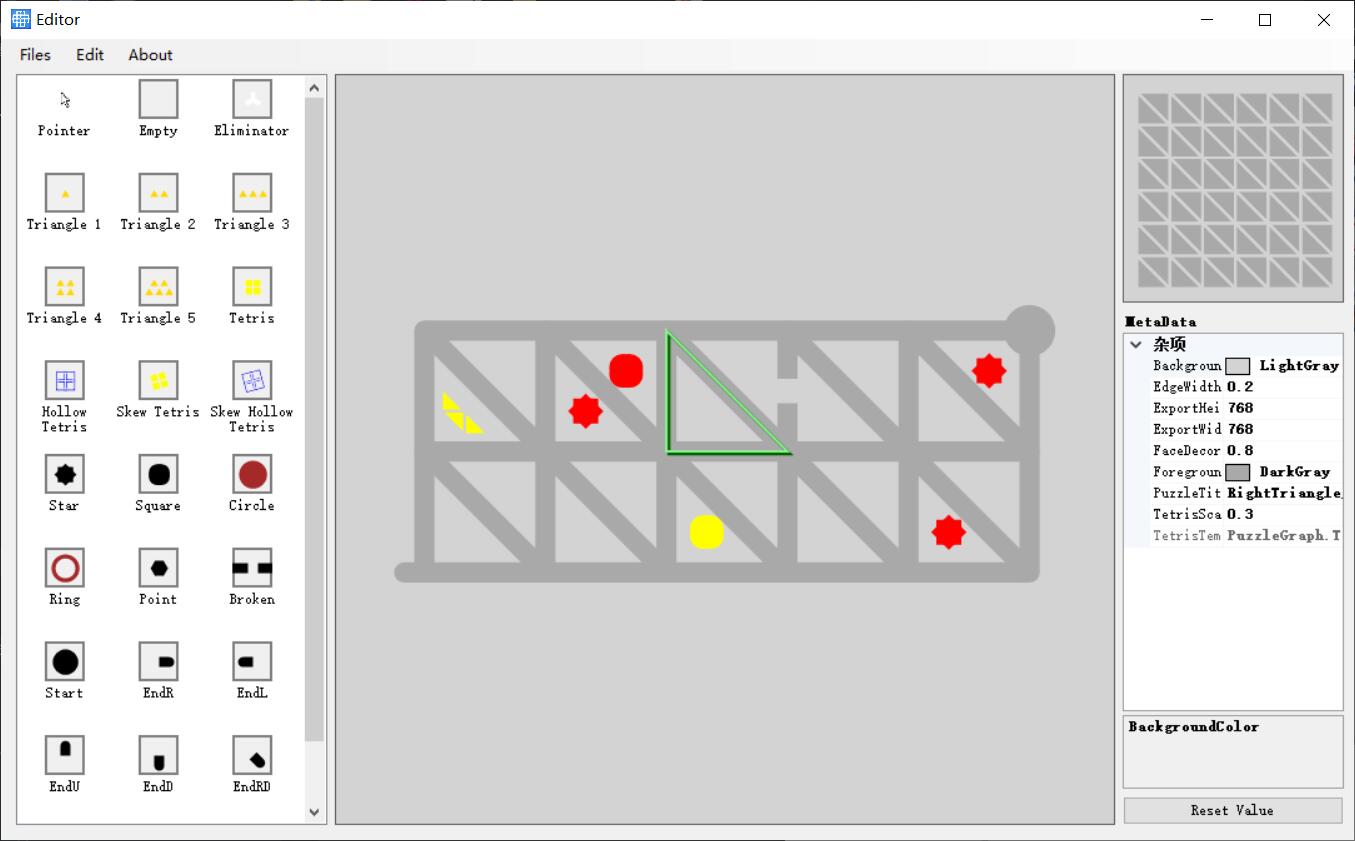 Editor
Files Edit About
Pointer Empty Eliminator
Triangle 1 Triangle 2 Triangle 3
Triangle 4 Triangle 5 Tetris
Hollow Tetris Skew Tetris Skew Hollow Tetris
Star Square Circle
Ring Point Broken
Start EndR EndL
EndU EndD EndRD
MetaData
杂项
Backgroun LightGray
EdgeWidth 0.2
ExportHei 768
ExportWid 768
FaceDecor 0.8
Foregroun DarkGray
PuzzleTit RightTriangle_
TetrisSca 0.3
TetrisTem PuzzleGraph.T
BackgroundColor
Reset Value